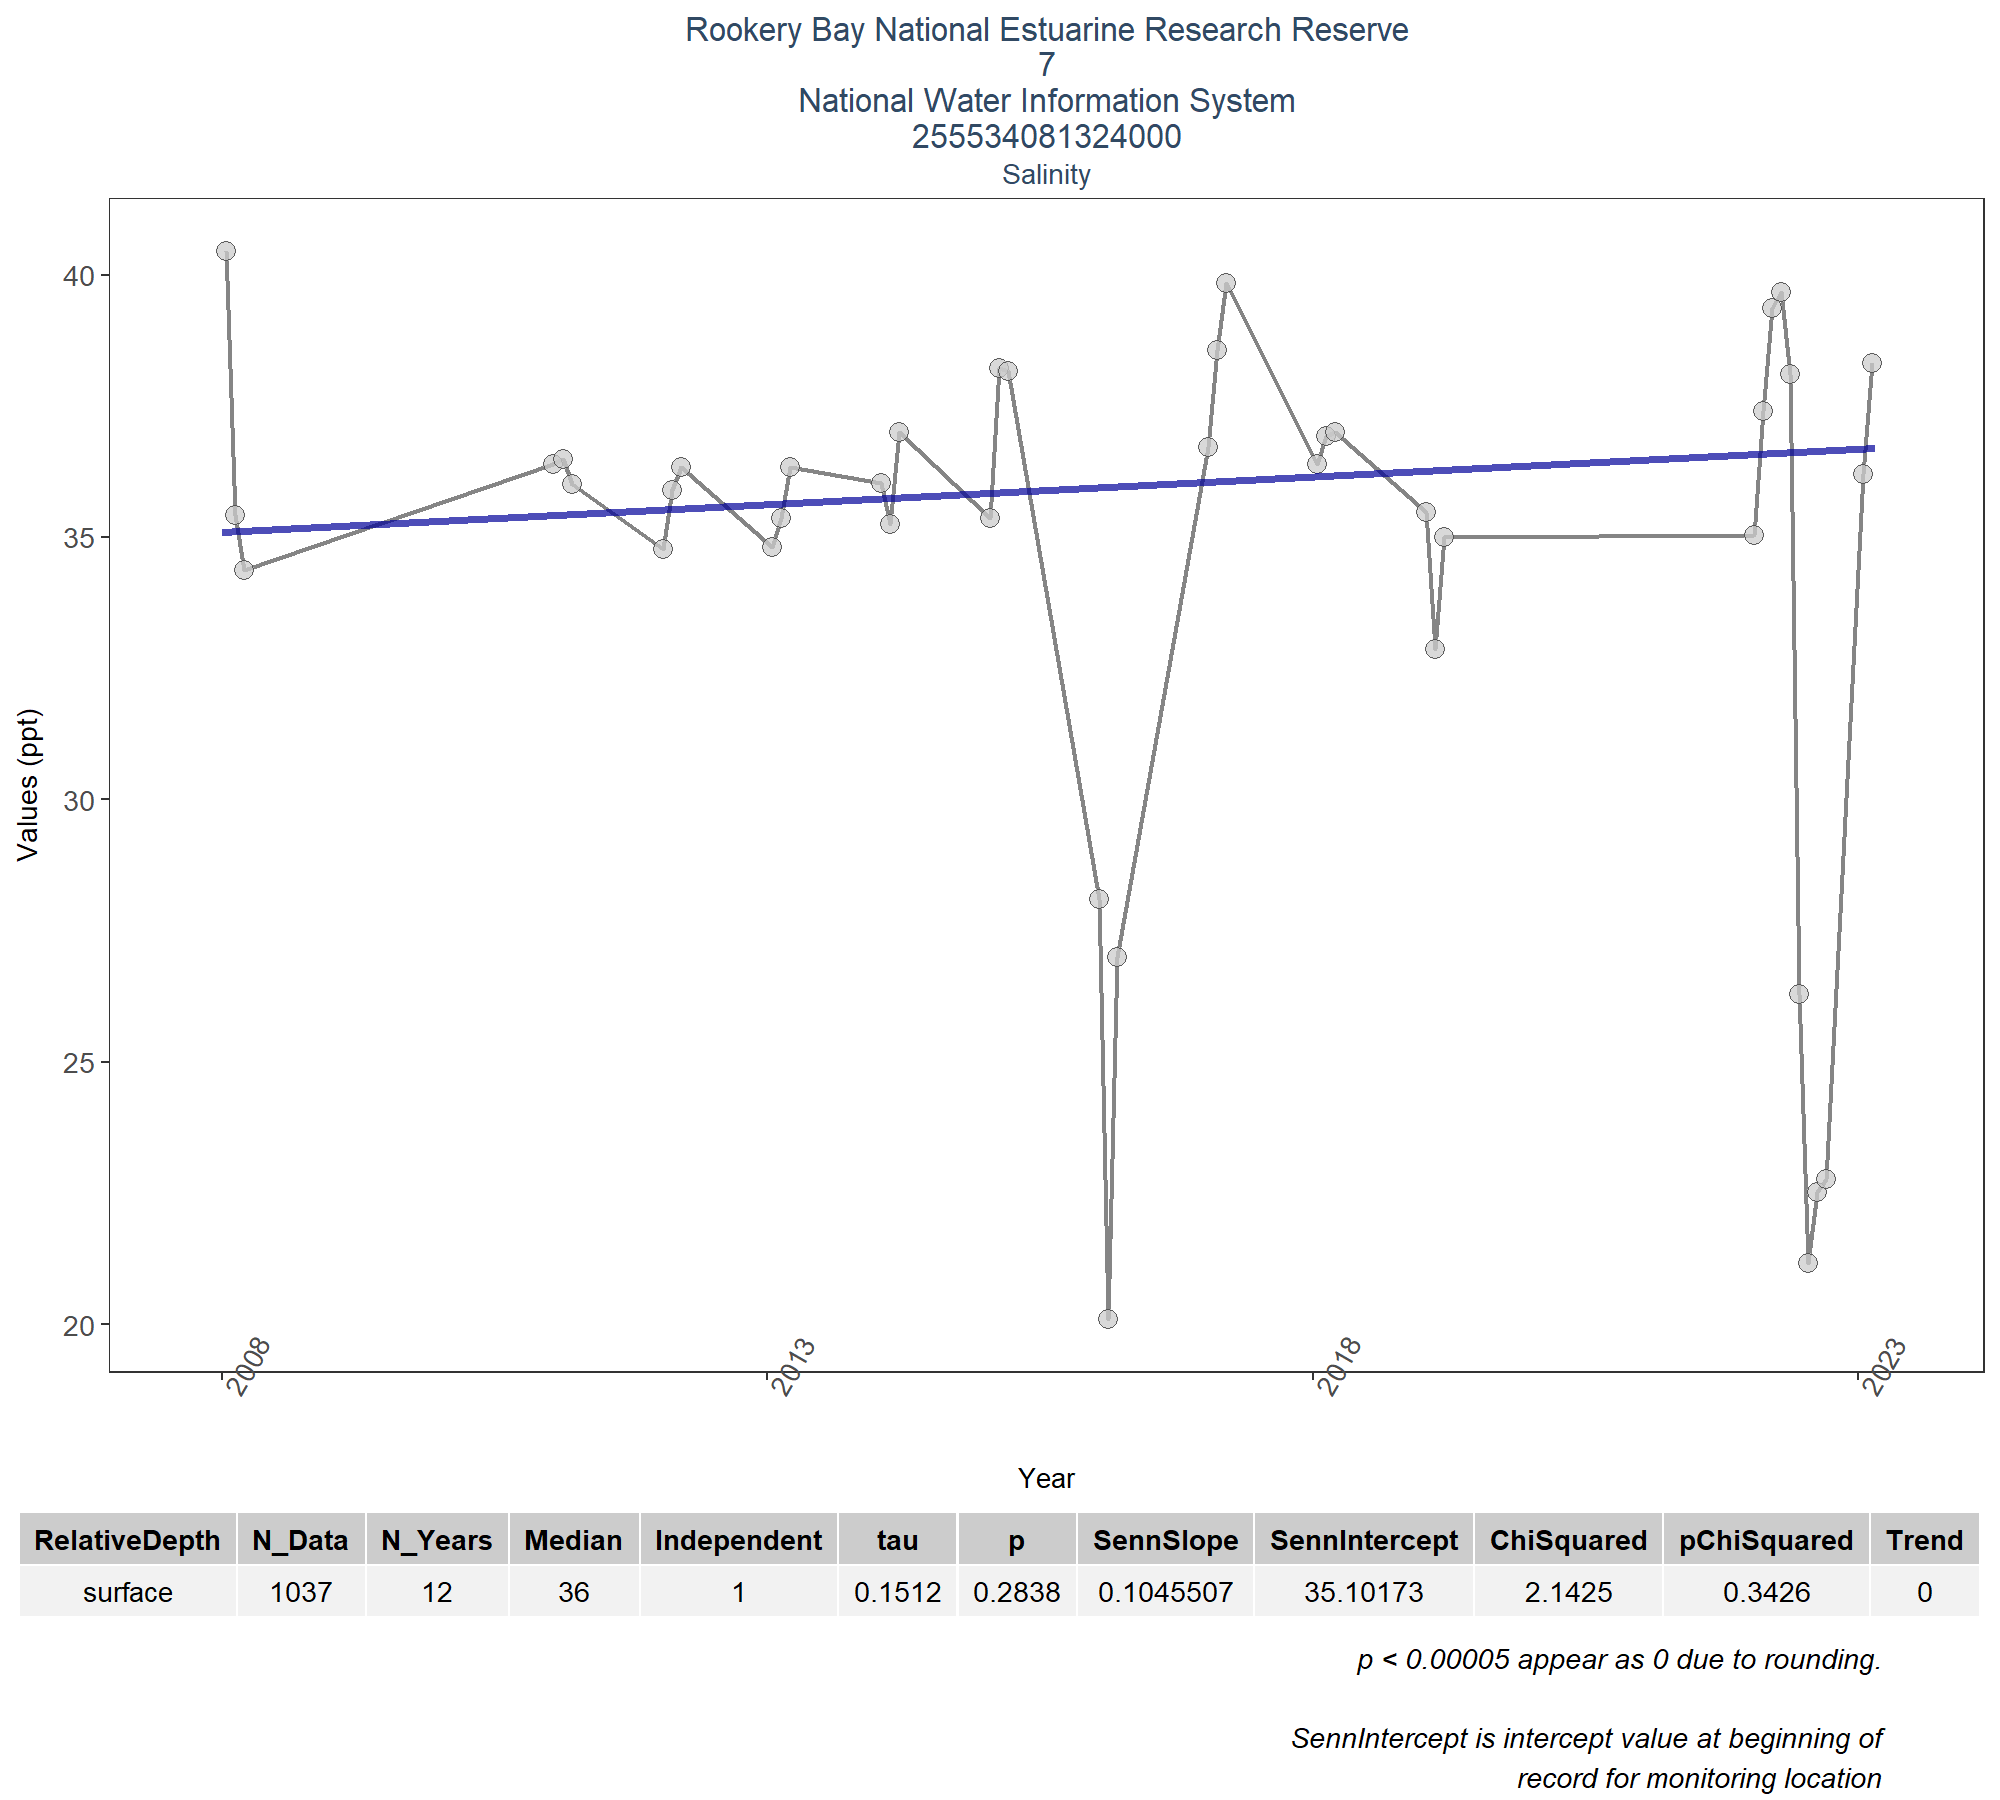 Rookery Bay National Estuarine Research Reserve
7
National Water Information System
255534081324000
Salinity
Values (ppt)
40
35
30
25
20
2008
2013
2018
2023
Year
RelativeDepth N_Data N_Years Median Independent tau p SennSlope SennIntercept ChiSquared pChiSquared Trend
surface 1037 12 36 1 0.1512 0.2838 0.1045507 35.10173 2.1425 0.3426 0
p < 0.00005 appear as 0 due to rounding.
SennIntercept is intercept value at beginning of
record for monitoring location